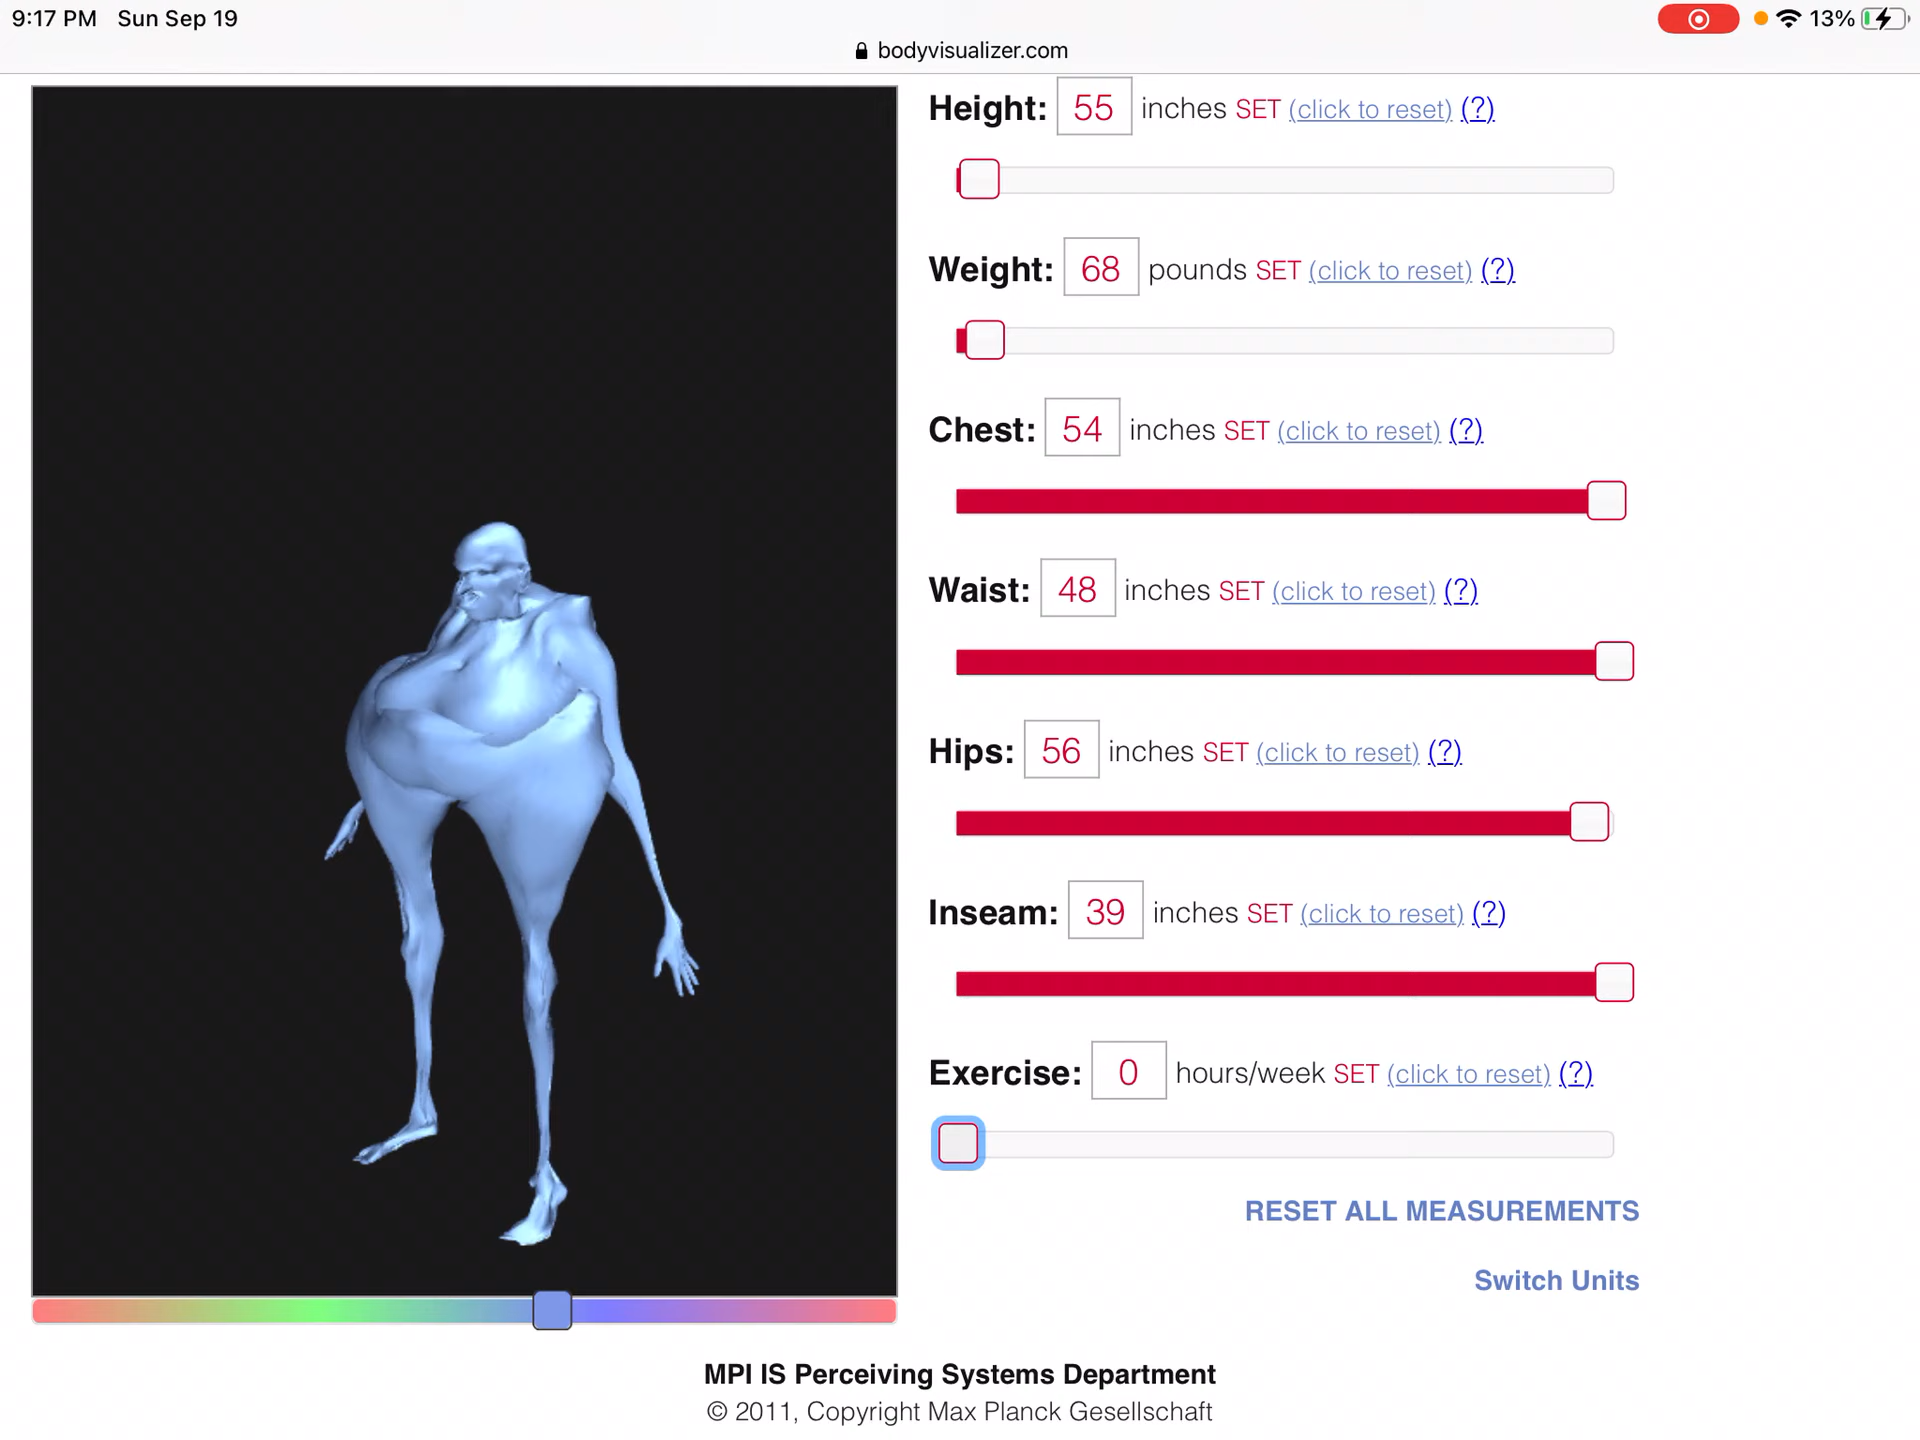 9:17 PM Sun Sep 19 13%
bodyvisualizer.com
Height: 55 inches SET (click to reset) (?)
Weight: 68 pounds SET (click to reset) (?)
Chest: 54 inches SET (click to reset) (?)
Waist: 48 inches SET (click to reset) (?)
Hips: 56 inches SET (click to reset) (?)
Inseam: 39 inches SET (click to reset) (?)
Exercise: 0 hours/week SET (click to reset) (?)
RESET ALL MEASUREMENTS
Switch Units
MPI IS Perceiving Systems Department
© 2011, Copyright Max Planck Gesellschaft